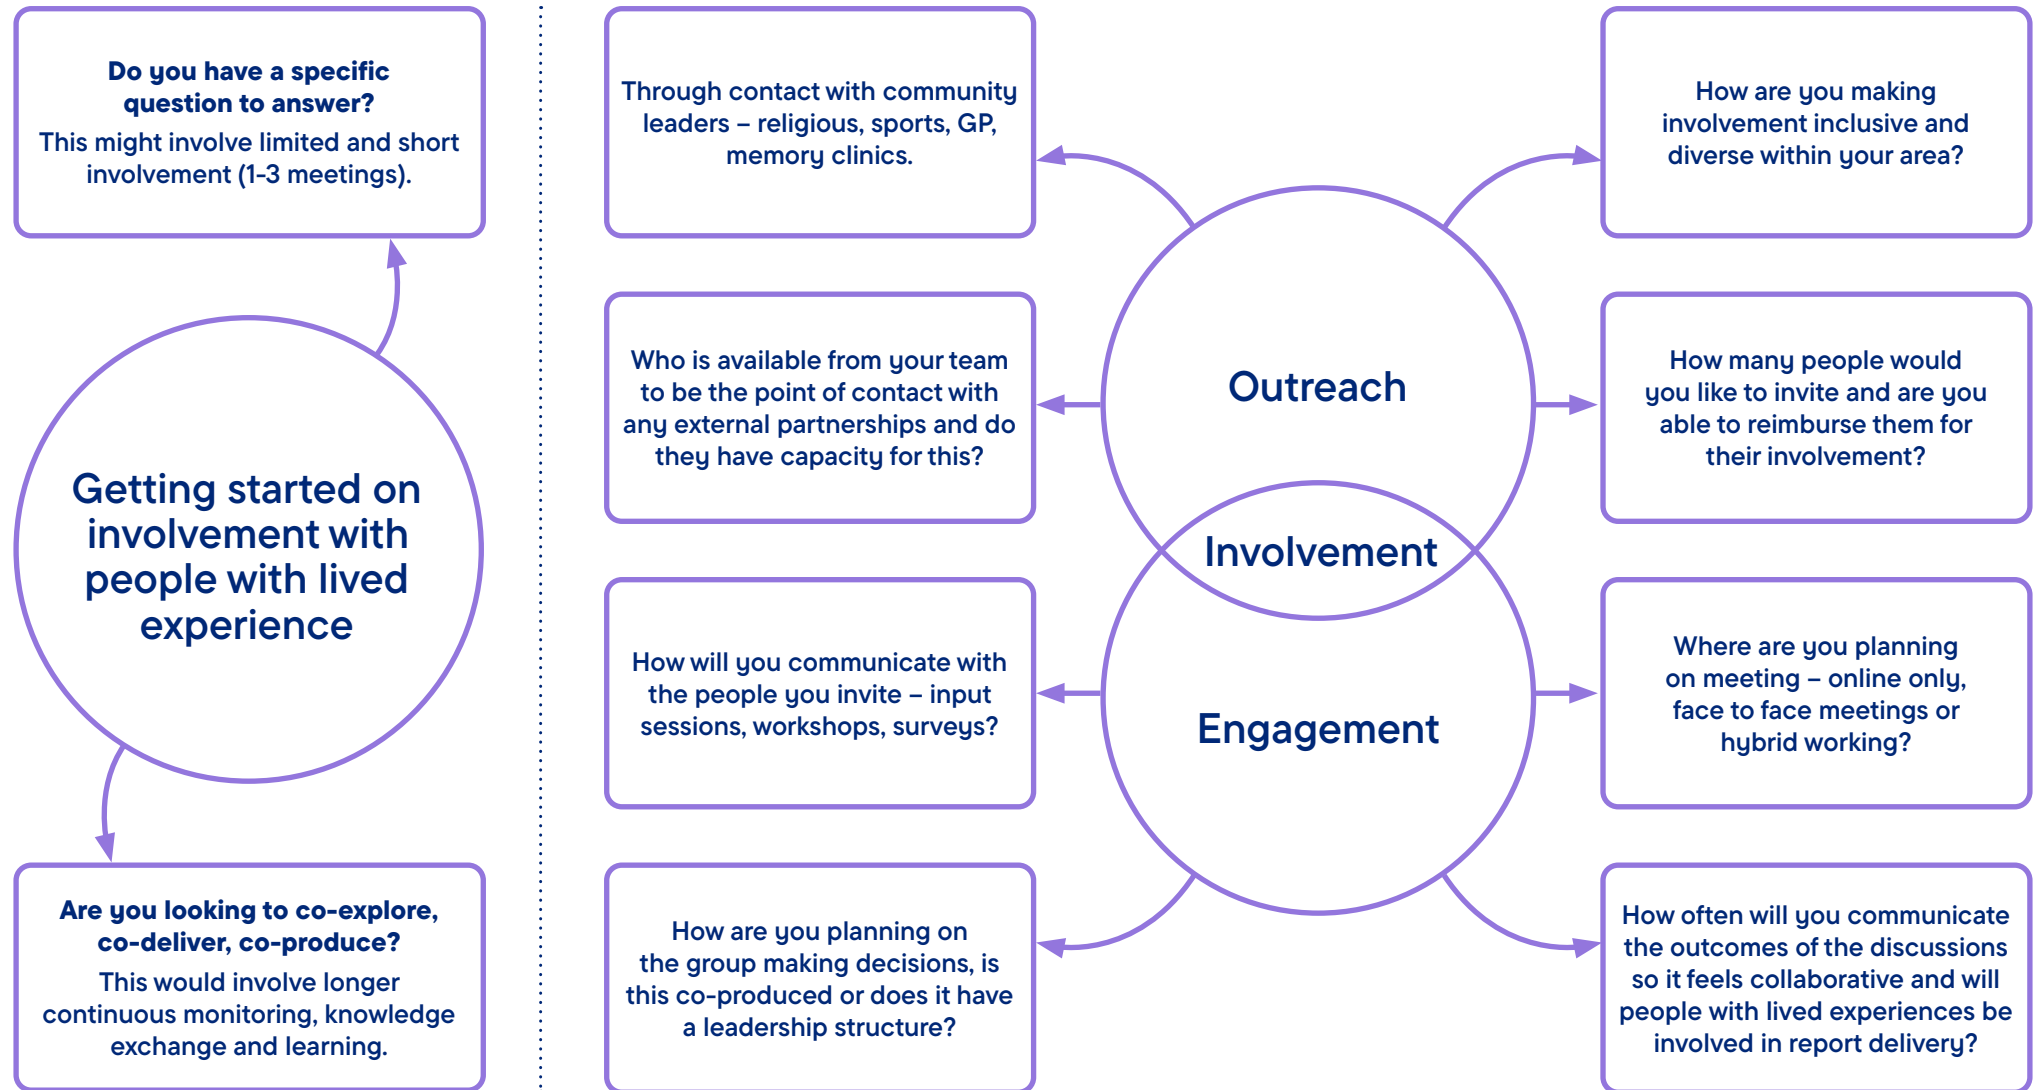 Do you have a specific
question to answer?
This might involve limited and short
involvement (1-3 meetings).
Getting started on
involvement with
people with lived
experience
Are you looking to co-explore,
co-deliver, co-produce?
This would involve longer
continuous monitoring, knowledge
exchange and learning.
Through contact with community
leaders – religious, sports, GP,
memory clinics.
Who is available from your team
to be the point of contact with
any external partnerships and do
they have capacity for this?
How will you communicate with
the people you invite – input
sessions, workshops, surveys?
How are you planning on
the group making decisions, is
this co-produced or does it have
a leadership structure?
Outreach
Involvement
Engagement
How are you making
involvement inclusive and
diverse within your area?
How many people would
you like to invite and are you
able to reimburse them for
their involvement?
Where are you planning
on meeting – online only,
face to face meetings or
hybrid working?
How often will you communicate
the outcomes of the discussions
so it feels collaborative and will
people with lived experiences be
involved in report delivery?